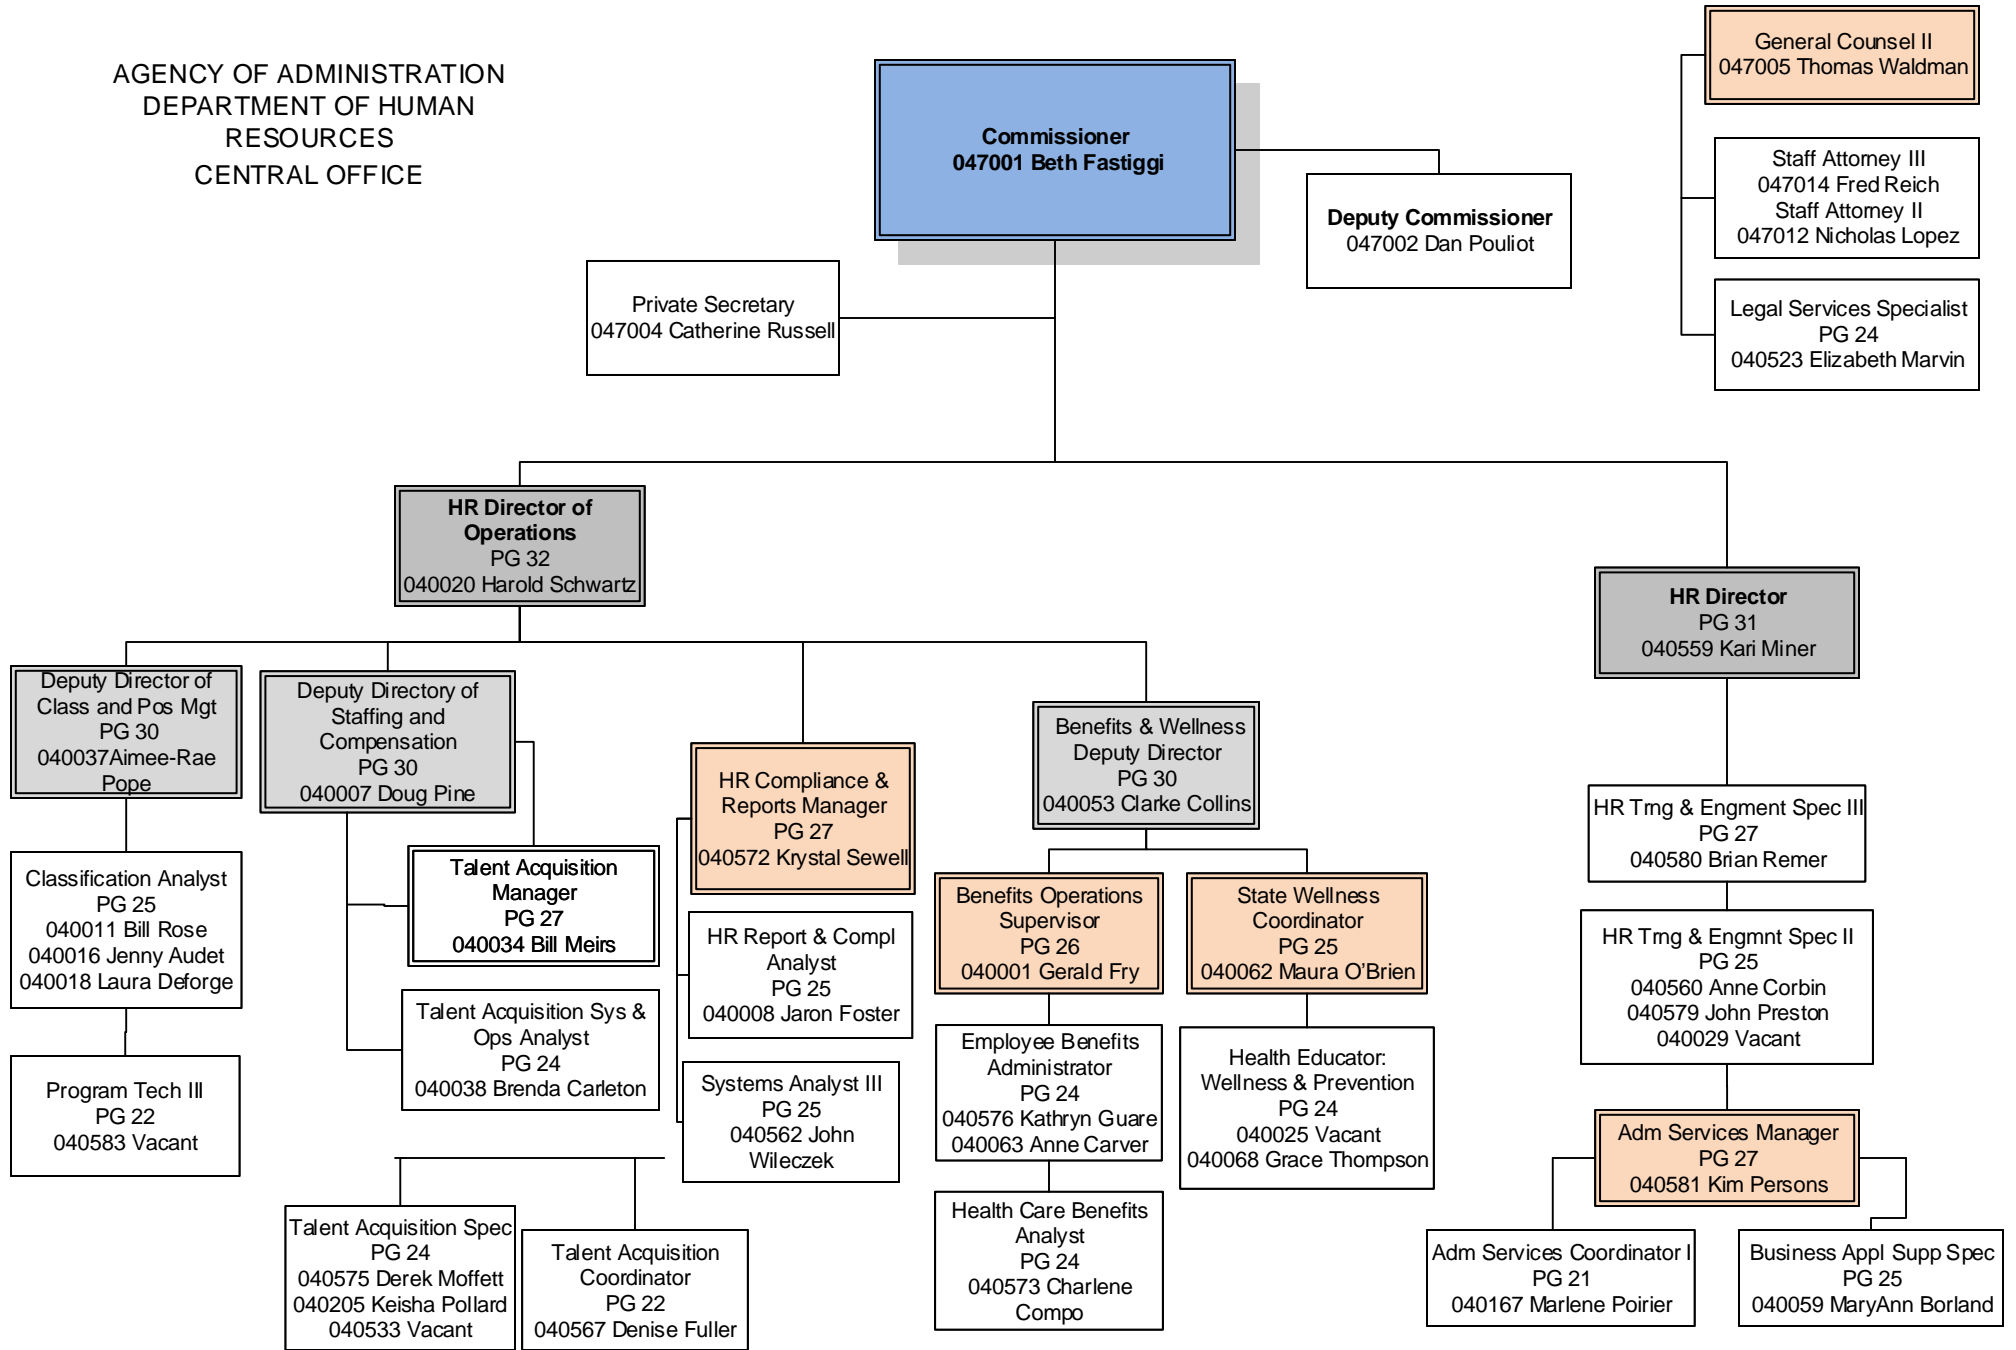 AGENCY OF ADMINISTRATION
DEPARTMENT OF HUMAN
RESOURCES
CENTRAL OFFICE
Commissioner
047001 Beth Fastiggi
Deputy Commissioner
047002 Dan Pouliot
Private Secretary
047004 Catherine Russell
General Counsel II
047005 Thomas Waldman
Staff Attorney III
047014 Fred Reich
Staff Attorney II
047012 Nicholas Lopez
Legal Services Specialist
PG 24
040523 Elizabeth Marvin
HR Director of
Operations
PG 32
040020 Harold Schwartz
HR Director
PG 31
040559 Kari Miner
Deputy Director of
Class and Pos Mgt
PG 30
040037Aimee-Rae
Pope
Classification Analyst
PG 25
040011 Bill Rose
040016 Jenny Audet
040018 Laura Deforge
Program Tech III
PG 22
040583 Vacant
Deputy Directory of
Staffing and
Compensation
PG 30
040007 Doug Pine
Talent Acquisition
Manager
PG 27
040034 Bill Meirs
Talent Acquisition Sys &
Ops Analyst
PG 24
040038 Brenda Carleton
Talent Acquisition Spec
PG 24
040575 Derek Moffett
040205 Keisha Pollard
040533 Vacant
Talent Acquisition
Coordinator
PG 22
040567 Denise Fuller
HR Compliance &
Reports Manager
PG 27
040572 Krystal Sewell
HR Report & Compl
Analyst
PG 25
040008 Jaron Foster
Systems Analyst III
PG 25
040562 John
Wileczek
Benefits & Wellness
Deputy Director
PG 30
040053 Clarke Collins
Benefits Operations
Supervisor
PG 26
040001 Gerald Fry
Employee Benefits
Administrator
PG 24
040576 Kathryn Guare
040063 Anne Carver
Health Care Benefits
Analyst
PG 24
040573 Charlene
Compo
State Wellness
Coordinator
PG 25
040062 Maura O’Brien
Health Educator:
Wellness & Prevention
PG 24
040025 Vacant
040068 Grace Thompson
HR Trng & Engment Spec III
PG 27
040580 Brian Remer
HR Trng & Engmnt Spec II
PG 25
040560 Anne Corbin
040579 John Preston
040029 Vacant
Adm Services Manager
PG 27
040581 Kim Persons
Adm Services Coordinator I
PG 21
040167 Marlene Poirier
Business Appl Supp Spec
PG 25
040059 MaryAnn Borland